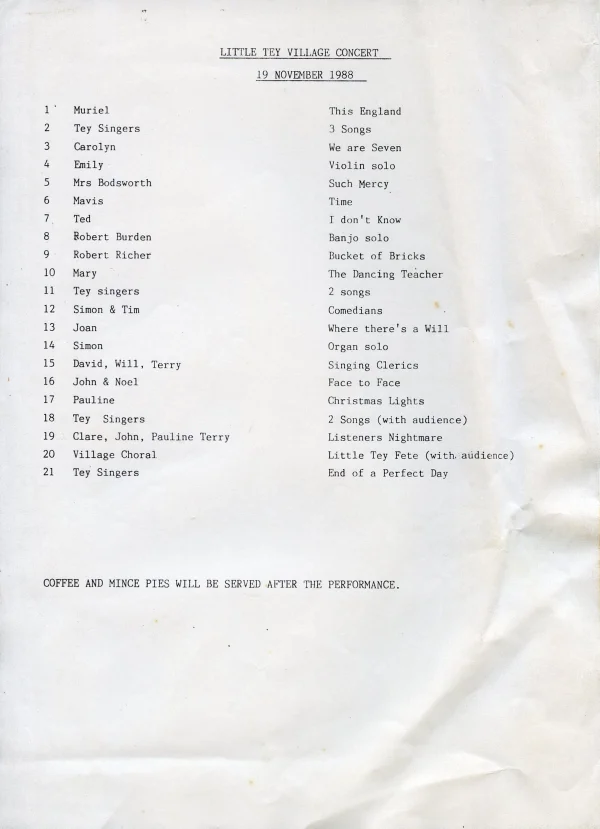 LITTLE TEY VILLAGE CONCERT
19 NOVEMBER 1988
1 Muriel This England
2 Tey Singers 3 Songs
3 Carolyn We are Seven
4 Emily Violin solo
5 Mrs Bodsworth Such Mercy
6 Mavis Time
7 Ted I don't Know
8 Robert Burden Banjo solo
9 Robert Richer Bucket of Bricks
10 Mary The Dancing Teacher
11 Tey singers 2 songs
12 Simon & Tim Comedians
13 Joan Where there's a Will
14 Simon Organ solo
15 David, Will, Terry Singing Clerics
16 John & Noel Face to Face
17 Pauline Christmas Lights
18 Tey Singers 2 Songs (with audience)
19 Clare, John, Pauline Terry Listeners Nightmare
20 Village Choral Little Tey Fete (with audience)
21 Tey Singers End of a Perfect Day
COFFEE AND MINCE PIES WILL BE SERVED AFTER THE PERFORMANCE.